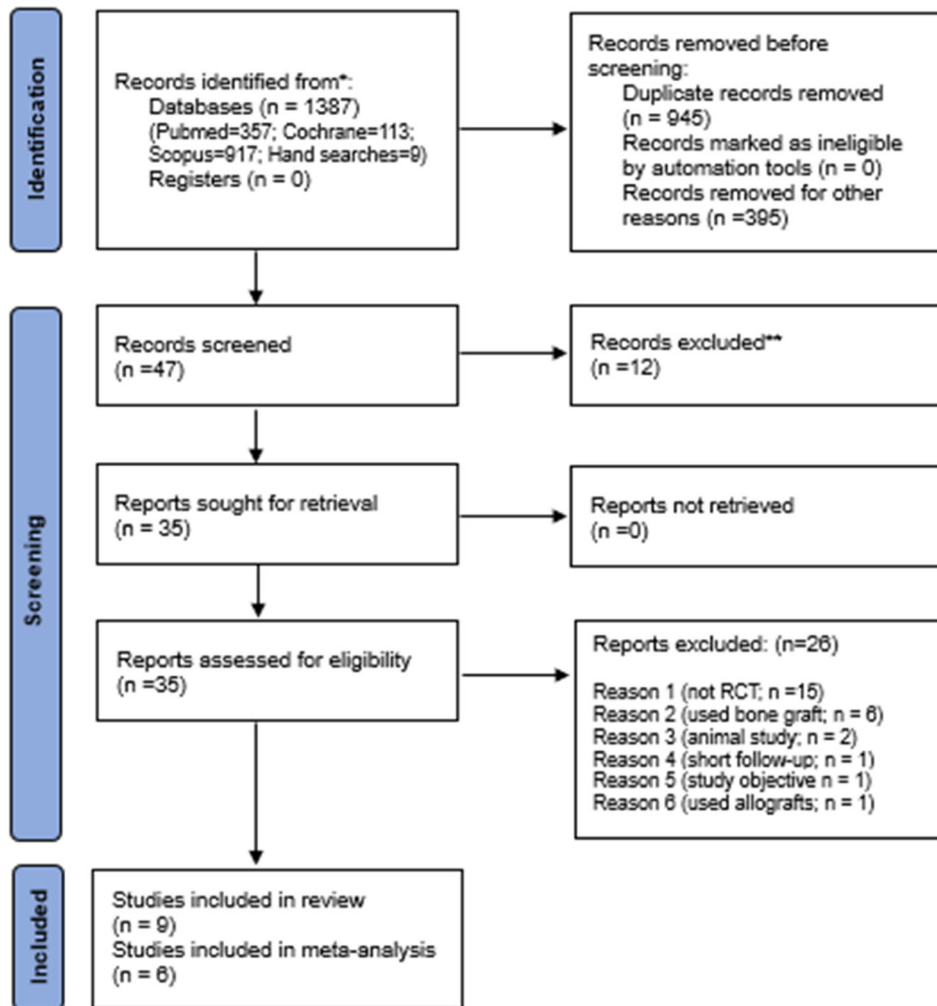 Identification
Records identified from*:
Databases (n = 1387)
(Pubmed=357; Cochrane=113;
Scopus=917; Hand searches=9)
Registers (n = 0)
Records removed before
screening:
Duplicate records removed
(n = 945)
Records marked as ineligible
by automation tools (n = 0)
Records removed for other
reasons (n =395)
Screening
Records screened
(n =47)
Records excluded**
(n =12)
Reports sought for retrieval
(n = 35)
Reports not retrieved
(n =0)
Reports assessed for eligibility
(n =35)
Reports excluded: (n=26)
Reason 1 (not RCT; n =15)
Reason 2 (used bone graft; n = 6)
Reason 3 (animal study; n = 2)
Reason 4 (short follow-up; n = 1)
Reason 5 (study objective n = 1)
Reason 6 (used allografts; n = 1)
Included
Studies included in review
(n = 9)
Studies included in meta-analysis
(n = 6)